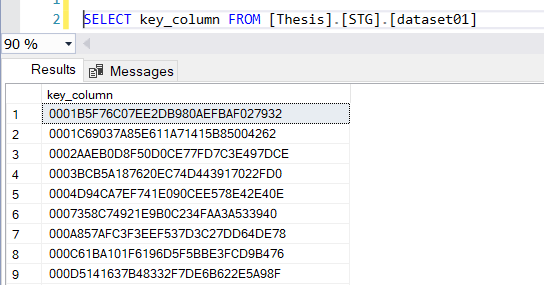 2 SELECT key_column FROM [Thesis].[STG].[dataset01]
90 %
Results Messages
key_column
1 0001B5F76C07EE2DB980AEFBAF027932
2 0001C69037A85E611A71415B85004262
3 0002AAEB0D8F50D0CE77FD7C3E497DCE
4 0003BCB5A187620EC74D443917022FD0
5 0004D94CA7EF741E090CEE578E42E40E
6 0007358C74921E9B0C234FAA3A533940
7 000A857AFC3F3EEF537D3C27DD64DE78
8 000C61BA101F6196D5F5BBE3FCD9B476
9 000D5141637B48332F7DE6B622E5A98F